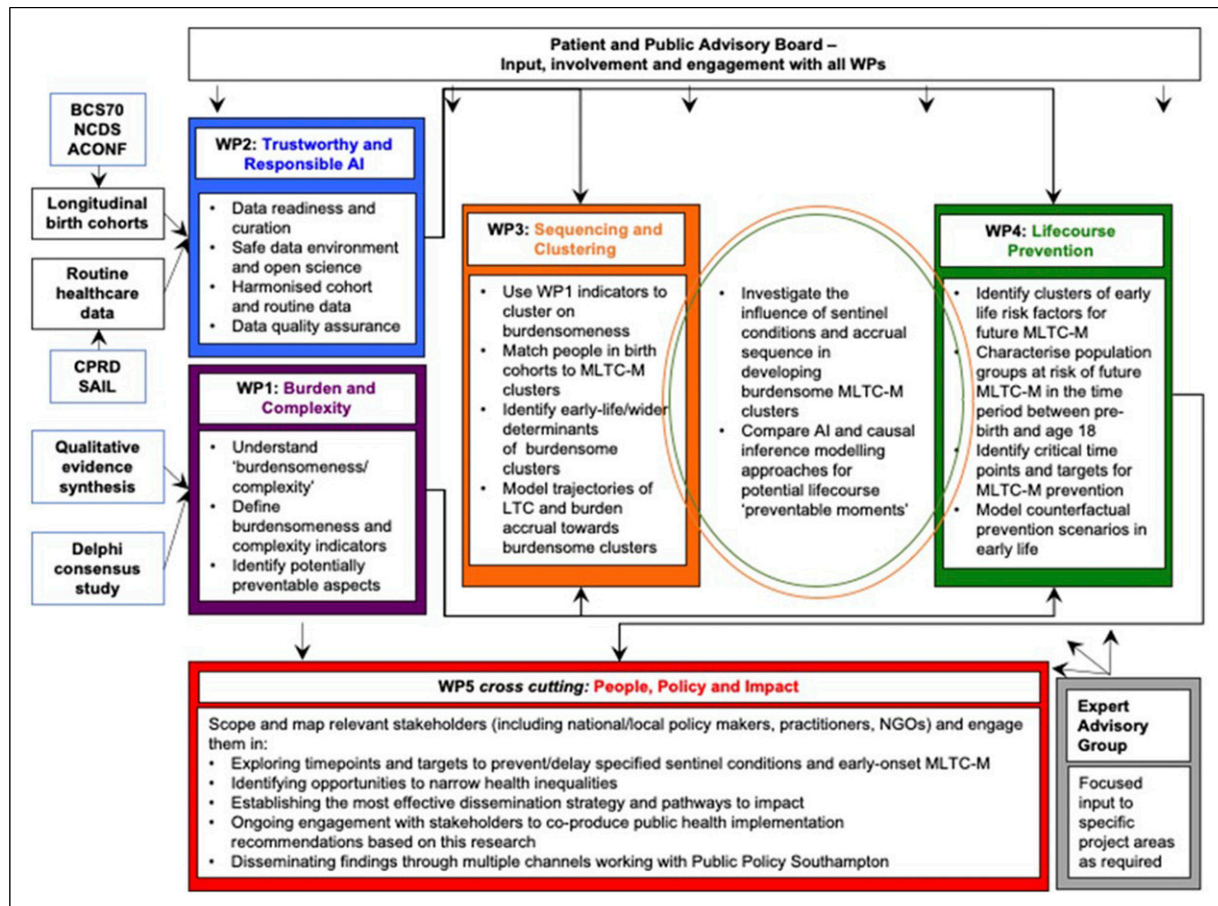 Patient and Public Advisory Board –
Input, involvement and engagement with all WPs
BCS70
NCDS
ACONF
Longitudinal
birth cohorts
Routine
healthcare
data
CPRD
SAIL
Qualitative
evidence
synthesis
Delphi
consensus
study
WP2: Trustworthy and
Responsible AI
• Data readiness and
curation
• Safe data environment
and open science
• Harmonised cohort
and routine data
• Data quality assurance
WP1: Burden and
Complexity
• Understand
‘burdensomeness/
complexity’
• Define
burdensomeness and
complexity indicators
• Identify potentially
preventable aspects
WP3: Sequencing and
Clustering
• Use WP1 indicators to
cluster on
burdensomeness
• Match people in birth
cohorts to MLTC-M
clusters
• Identify early-life/wider
determinants
of burdensome
clusters
• Model trajectories of
LTC and burden
accrual towards
burdensome clusters
• Investigate the
influence of sentinel
conditions and accrual
sequence in
developing
burdensome MLTC-M
clusters
• Compare AI and causal
inference modelling
approaches for
potential lifecourse
‘preventable moments’
WP4: Lifecourse
Prevention
• Identify clusters of early
life risk factors for
future MLTC-M
• Characterise population
groups at risk of future
MLTC-M in the time
period between pre-
birth and age 18
• Identify critical time
points and targets for
MLTC-M prevention
• Model counterfactual
prevention scenarios in
early life
WP5 cross cutting: People, Policy and Impact
Scope and map relevant stakeholders (including national/local policy makers, practitioners, NGOs) and engage
them in:
• Exploring timepoints and targets to prevent/delay specified sentinel conditions and early-onset MLTC-M
• Identifying opportunities to narrow health inequalities
• Establishing the most effective dissemination strategy and pathways to impact
• Ongoing engagement with stakeholders to co-produce public health implementation
recommendations based on this research
• Disseminating findings through multiple channels working with Public Policy Southampton
Expert
Advisory
Group
Focused
input to
specific
project areas
as required